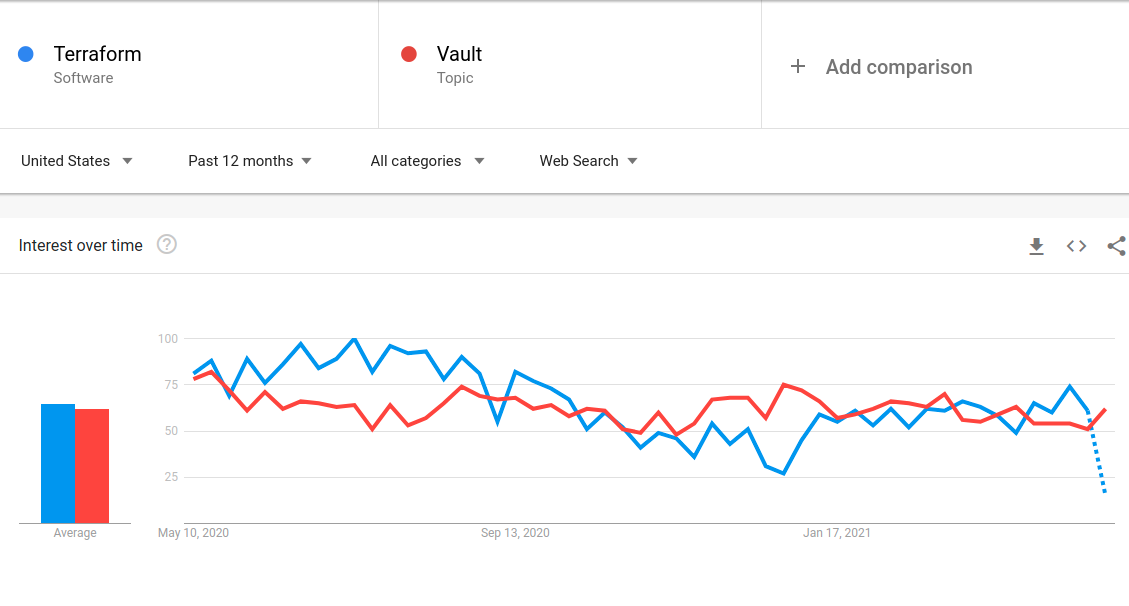 Terraform
Software
Vault
Topic
+ Add comparison
United States
Past 12 months
All categories
Web Search
Interest over time ?
100
75
50
25
Average
May 10, 2020
Sep 13, 2020
Jan 17, 2021